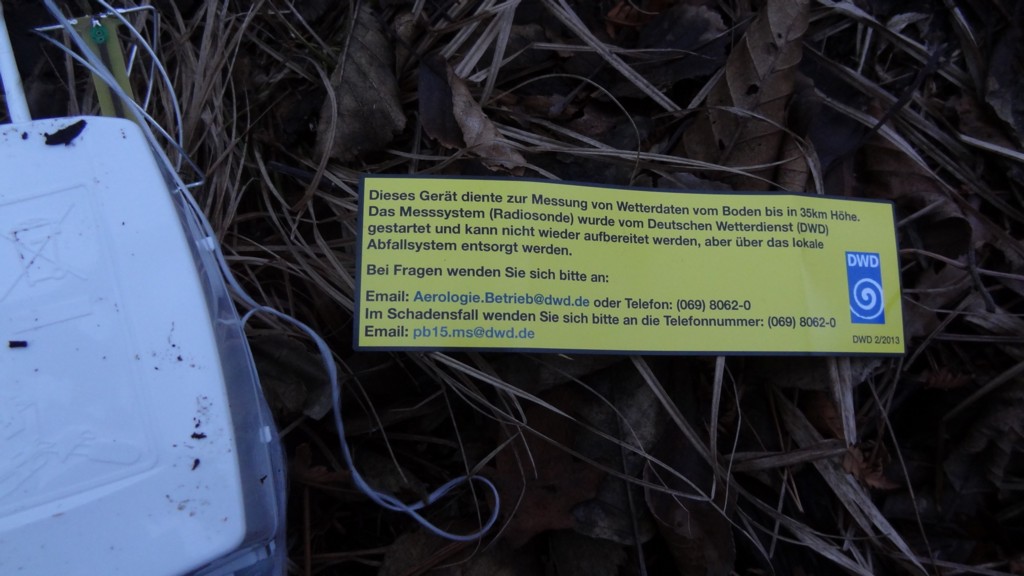 Dieses Gerät diente zur Messung von Wetterdaten vom Boden bis in 35km Höhe.
Das Messsystem (Radiosonde) wurde vom Deutschen Wetterdienst (DWD)
gestartet und kann nicht wieder aufbereitet werden, aber über das lokale
Abfallsystem entsorgt werden.
Bei Fragen wenden Sie sich bitte an:
Email: Aerologie.Betrieb@dwd.de oder Telefon: (069) 8062-0
Im Schadensfall wenden Sie sich bitte an die Telefonnummer: (069) 8062-0
Email: pb15.ms@dwd.de
DWD
DWD 2/2013